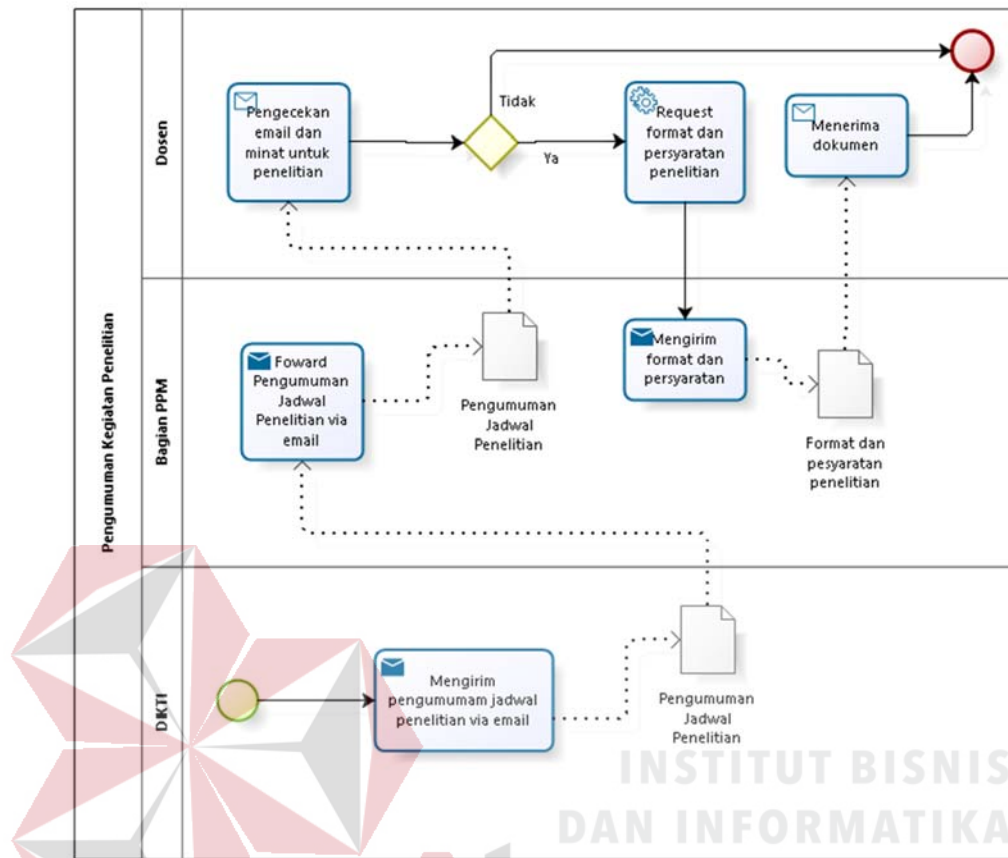 Pengumuman Kegiatan Penelitian
Dosen
Pengecekan
email dan
minat untuk
penelitian
Tidak
Ya
Request
format dan
persyaratan
penelitian
Menerima
dokumen
Bagian PPM
Foward
Pengumuman
Jadwal
Penelitian via
email
Pengumuman
Jadwal
Penelitian
Mengirim
format dan
persyaratan
Format dan
pesyaratan
penelitian
DIKTI
Mengirim
pengumumam jadwal
penelitian via email
Pengumuman
Jadwal
Penelitian
INSTITUT BISNIS
DAN INFORMATIKA